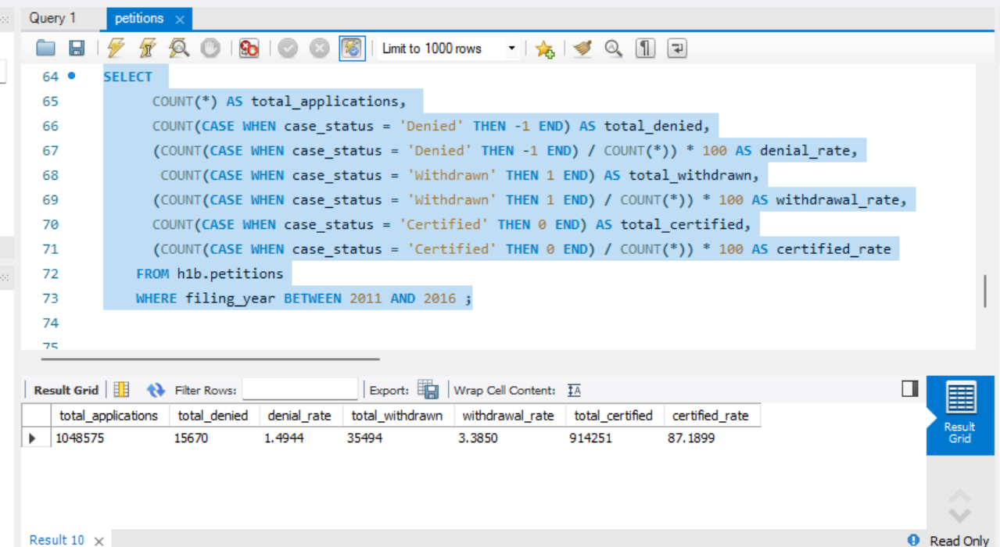 Query 1 petitions ×
Limit to 1000 rows
64 SELECT
65 COUNT(*) AS total_applications,
66 COUNT(CASE WHEN case_status = 'Denied' THEN -1 END) AS total_denied,
67 (COUNT(CASE WHEN case_status = 'Denied' THEN -1 END) / COUNT(*)) * 100 AS denial_rate,
68 COUNT(CASE WHEN case_status = 'Withdrawn' THEN 1 END) AS total_withdrawn,
69 (COUNT(CASE WHEN case_status = 'Withdrawn' THEN 1 END) / COUNT(*)) * 100 AS withdrawal_rate,
70 COUNT(CASE WHEN case_status = 'Certified' THEN 0 END) AS total_certified,
71 (COUNT(CASE WHEN case_status = 'Certified' THEN 0 END) / COUNT(*)) * 100 AS certified_rate
72 FROM h1b.petitions
73 WHERE filing_year BETWEEN 2011 AND 2016 ;
74
75
Result Grid Filter Rows: Export: Wrap Cell Content: IA
total_applications total_denied denial_rate total_withdrawn withdrawal_rate total_certified certified_rate
1048575 15670 1.4944 35494 3.3850 914251 87.1899
Result
Grid
Result 10 × Read Only